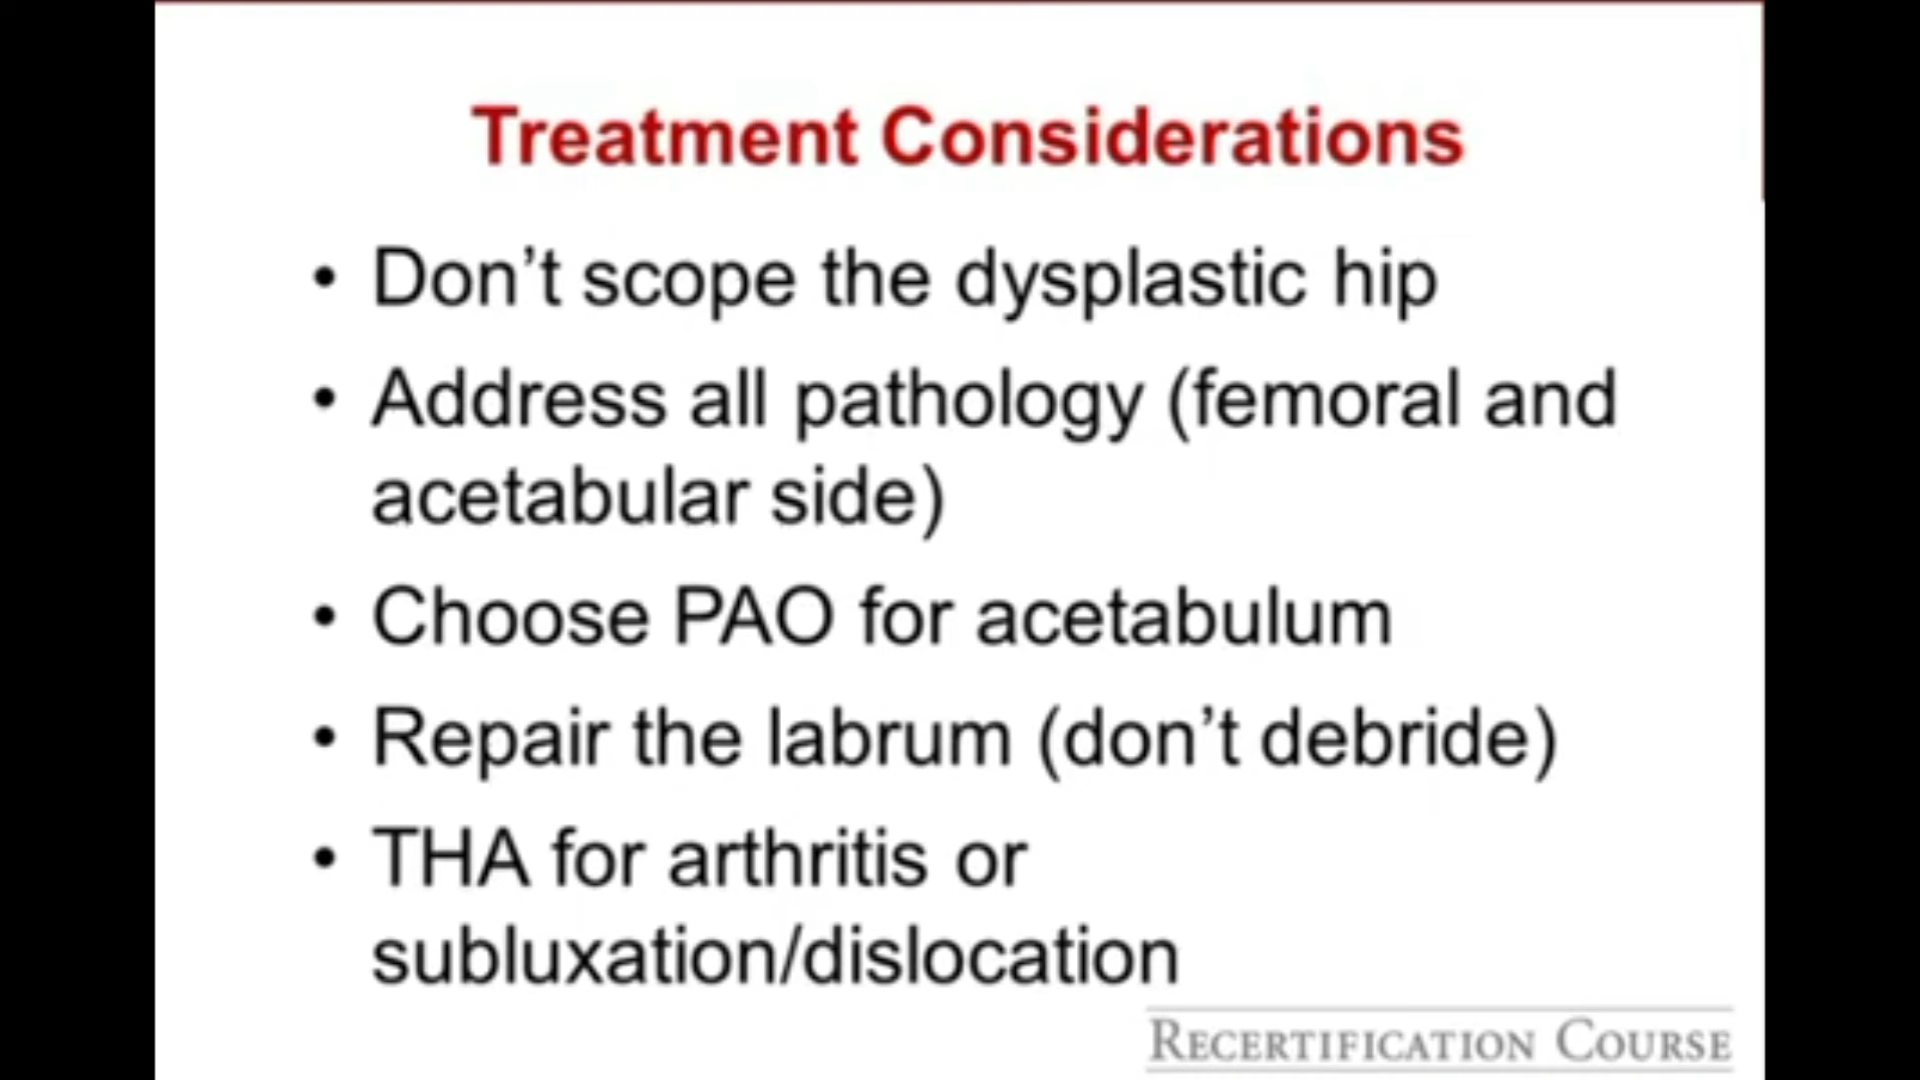 Treatment Considerations
• Don't scope the dysplastic hip
• Address all pathology (femoral and
acetabular side)
• Choose PAO for acetabulum
• Repair the labrum (don't debride)
• THA for arthritis or
subluxation/dislocation
RECERTIFICATION COURSE